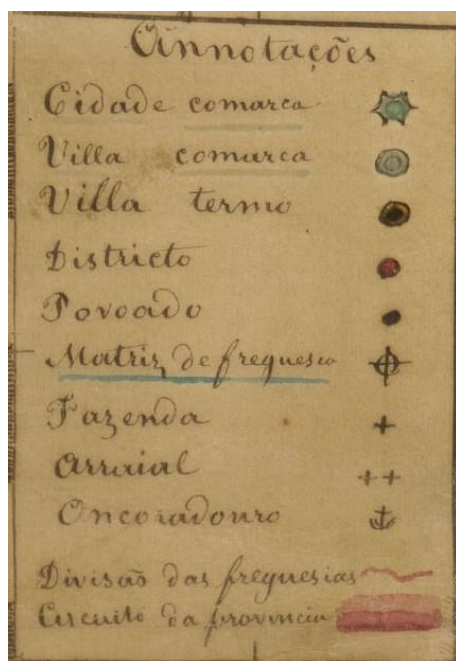 Annotações
Cidade comarca
Villa comarca
Villa termo
Districto
Povoado
Matriz de freguesia
Fazenda
Arraial
Oncoradouro
Divisão das freguesias
Circuito da provincia